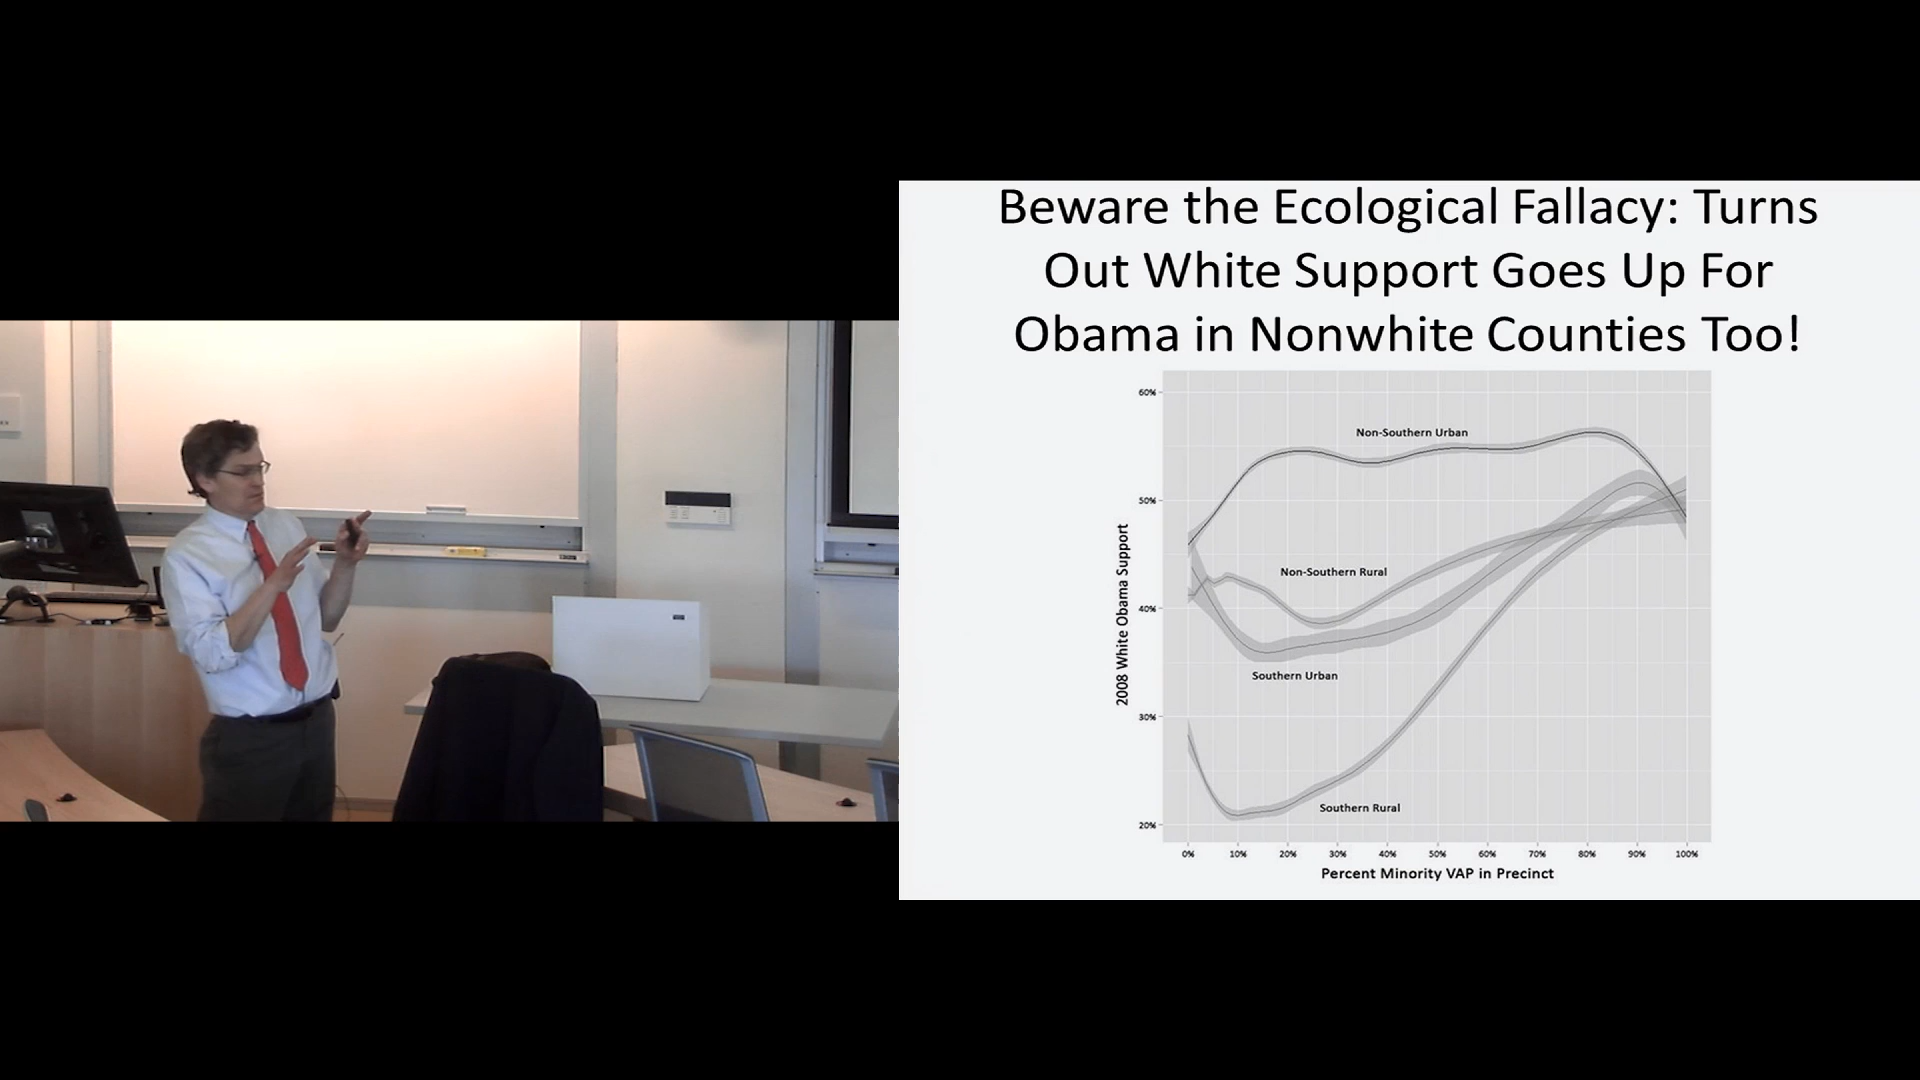 Beware the Ecological Fallacy: Turns
Out White Support Goes Up For
Obama in Nonwhite Counties Too!
60%
50%
40%
30%
20%
2008 White Obama Support
Non-Southern Urban
Non-Southern Rural
Southern Urban
Southern Rural
0% 10% 20% 30% 40% 50% 60% 70% 80% 90% 100%
Percent Minority VAP in Precinct